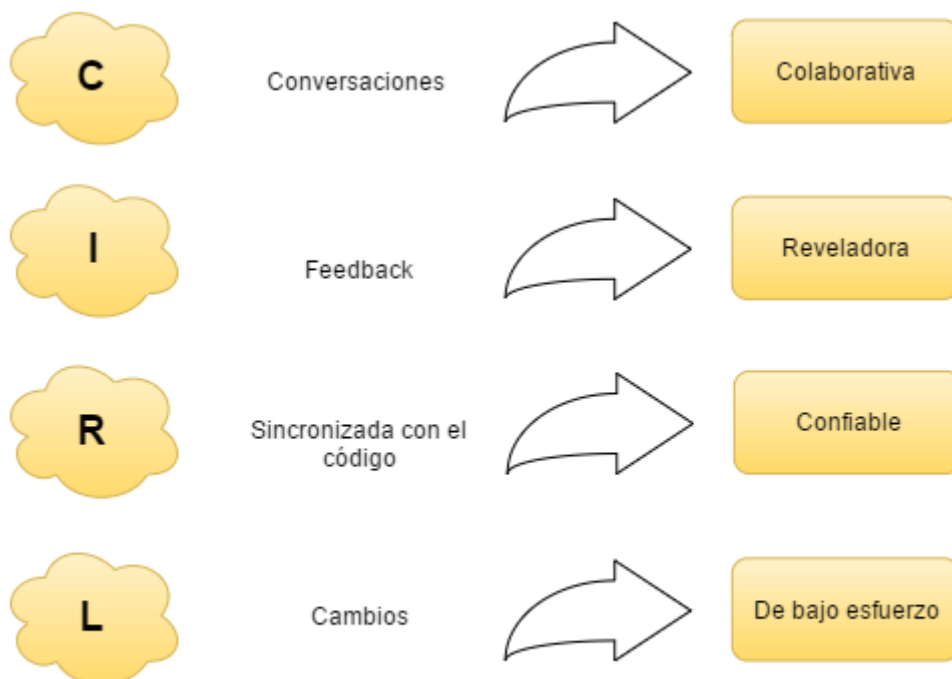 C
Conversaciones
Colaborativa
I
Feedback
Reveladora
R
Sincronizada con el
código
Confiable
L
Cambios
De bajo esfuerzo